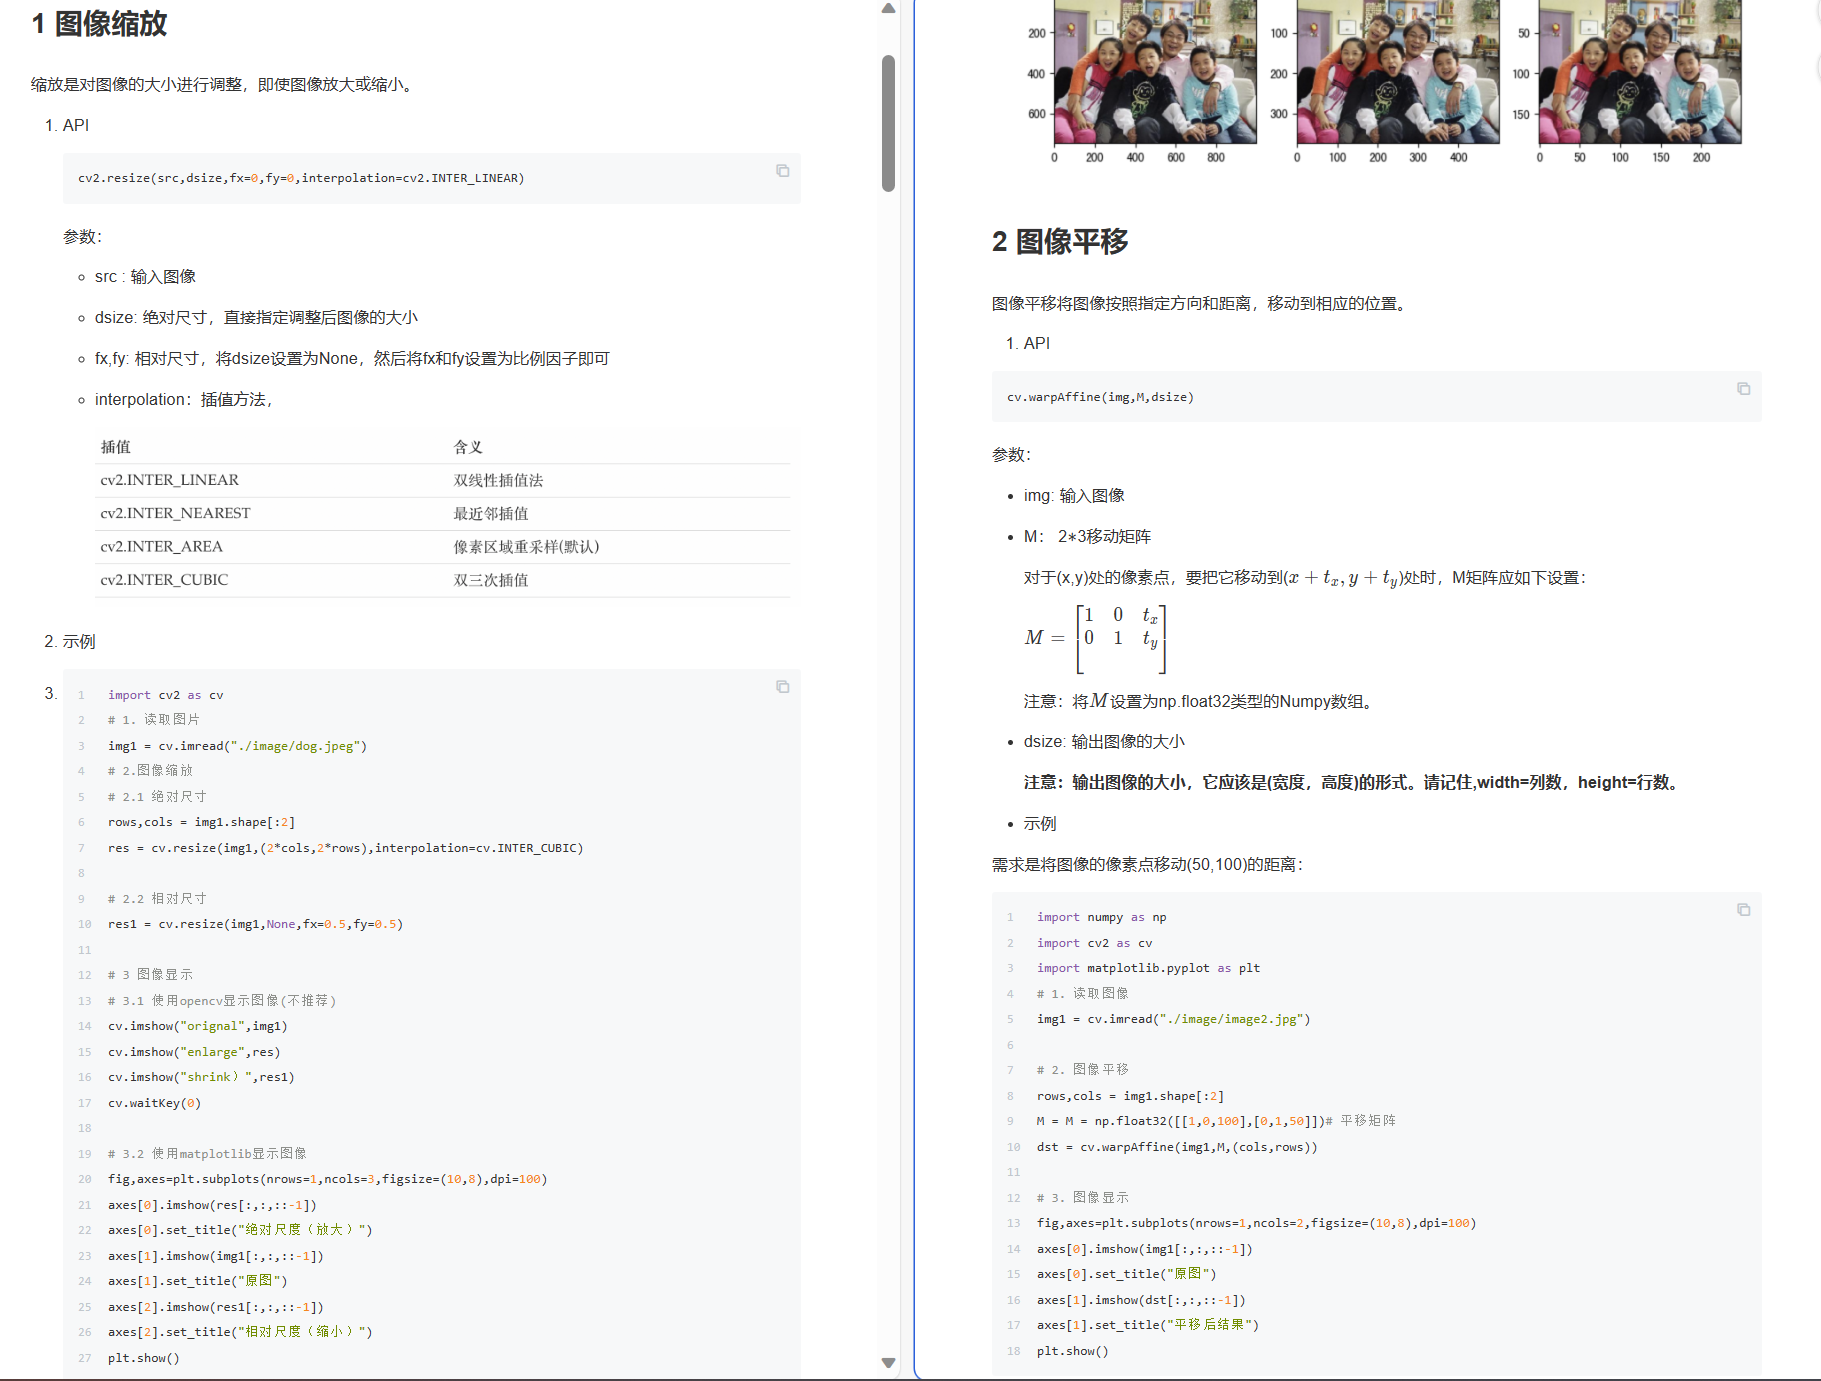 1 图像缩放
缩放是对图像的大小进行调整，即使图像放大或缩小。
1. API
cv2.resize(src,dsize,fx=0,fy=0,interpolation=cv2.INTER_LINEAR)
参数：
src : 输入图像
dsize: 绝对尺寸，直接指定调整后图像的大小
fx,fy: 相对尺寸，将dsize设置为None，然后将fx和fy设置为比例因子即可
interpolation：插值方法，
插值 含义
cv2.INTER_LINEAR 双线性插值法
cv2.INTER_NEAREST 最近邻插值
cv2.INTER_AREA 像素区域重采样(默认)
cv2.INTER_CUBIC 双三次插值
2. 示例
3.
1 import cv2 as cv
2 # 1. 读取图片
3 img1 = cv.imread("./image/dog.jpeg")
4 # 2.图像缩放
5 # 2.1 绝对尺寸
6 rows,cols = img1.shape[:2]
7 res = cv.resize(img1,(2*cols,2*rows),interpolation=cv.INTER_CUBIC)
8
9 # 2.2 相对尺寸
10 res1 = cv.resize(img1,None,fx=0.5,fy=0.5)
11
12 # 3 图像显示
13 # 3.1 使用opencv显示图像(不推荐)
14 cv.imshow("orignal",img1)
15 cv.imshow("enlarge",res)
16 cv.imshow("shrink）",res1)
17 cv.waitKey(0)
18
19 # 3.2 使用matplotlib显示图像
20 fig,axes=plt.subplots(nrows=1,ncols=3,figsize=(10,8),dpi=100)
21 axes[0].imshow(res[:,:,::-1])
22 axes[0].set_title("绝对尺度（放大）")
23 axes[1].imshow(img1[:,:,::-1])
24 axes[1].set_title("原图")
25 axes[2].imshow(res1[:,:,::-1])
26 axes[2].set_title("相对尺度（缩小）")
27 plt.show()
200
400
600
0 200 400 600 800
100
200
300
0 100 200 300 400
50
100
150
0 50 100 150 200
2 图像平移
图像平移将图像按照指定方向和距离，移动到相应的位置。
1. API
cv.warpAffine(img,M,dsize)
参数：
img: 输入图像
M： 2*3移动矩阵
对于(x,y)处的像素点，要把它移动到(x + t_x, y + t_y)处时，M矩阵应如下设置：
1 0 t_x
M = 0 1 t_y
注意：将M设置为np.float32类型的Numpy数组。
dsize: 输出图像的大小
注意：输出图像的大小，它应该是(宽度，高度)的形式。请记住,width=列数，height=行数。
示例
需求是将图像的像素点移动(50,100)的距离：
1 import numpy as np
2 import cv2 as cv
3 import matplotlib.pyplot as plt
4 # 1. 读取图像
5 img1 = cv.imread("./image/image2.jpg")
6
7 # 2. 图像平移
8 rows,cols = img1.shape[:2]
9 M = M = np.float32([[1,0,100],[0,1,50]])# 平移矩阵
10 dst = cv.warpAffine(img1,M,(cols,rows))
11
12 # 3. 图像显示
13 fig,axes=plt.subplots(nrows=1,ncols=2,figsize=(10,8),dpi=100)
14 axes[0].imshow(img1[:,:,::-1])
15 axes[0].set_title("原图")
16 axes[1].imshow(dst[:,:,::-1])
17 axes[1].set_title("平移后结果")
18 plt.show()